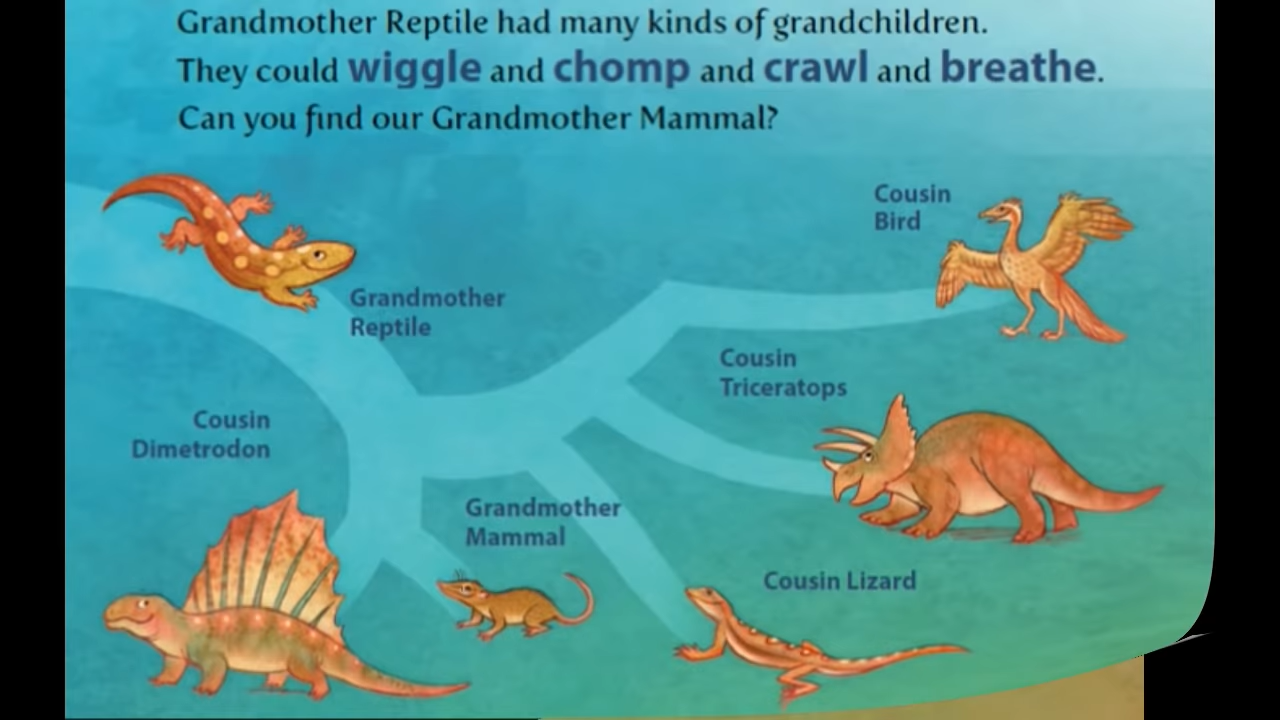 Grandmother Reptile had many kinds of grandchildren.
They could wiggle and chomp and crawl and breathe.
Can you find our Grandmother Mammal?
Cousin
Bird
Grandmother
Reptile
Cousin
Triceratops
Cousin
Dimetrodon
Grandmother
Mammal
Cousin Lizard